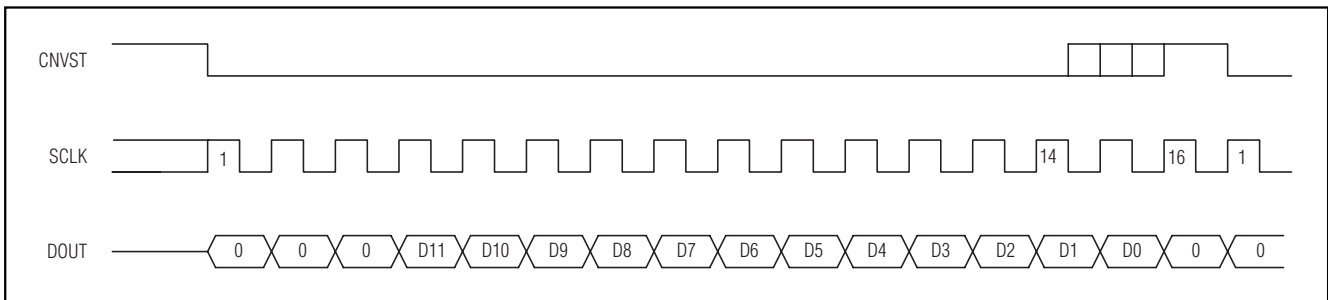 CNVST
SCLK 1 14 16 1
DOUT 0 0 0 D11 D10 D9 D8 D7 D6 D5 D4 D3 D2 D1 D0 0 0